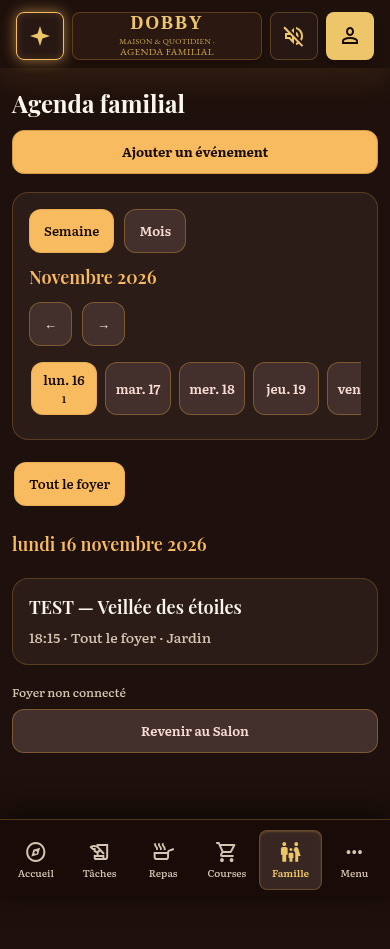 DOBBY
MAISON & QUOTIDIEN ·
AGENDA FAMILIAL
Agenda familial
Ajouter un événement
Semaine
Mois
Novembre 2026
← →
lun. 16
1
mar. 17
mer. 18
jeu. 19
ven
Tout le foyer
lundi 16 novembre 2026
TEST — Veillée des étoiles
18:15 · Tout le foyer · Jardin
Foyer non connecté
Revenir au Salon
Accueil
Tâches
Repas
Courses
Famille
Menu